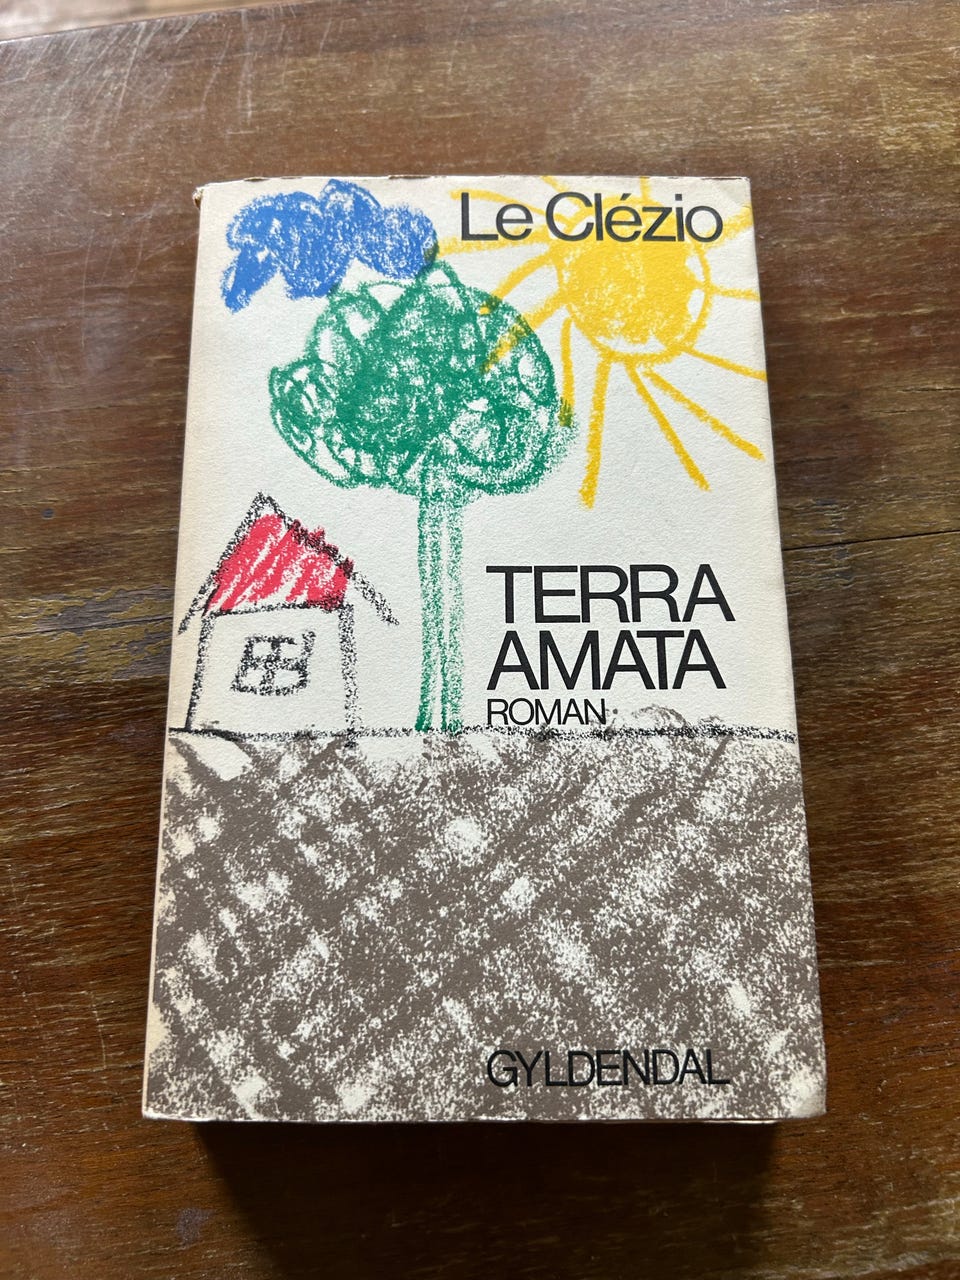 Le Clézio
TERRA
AMATA
ROMAN
GYLDENDAL